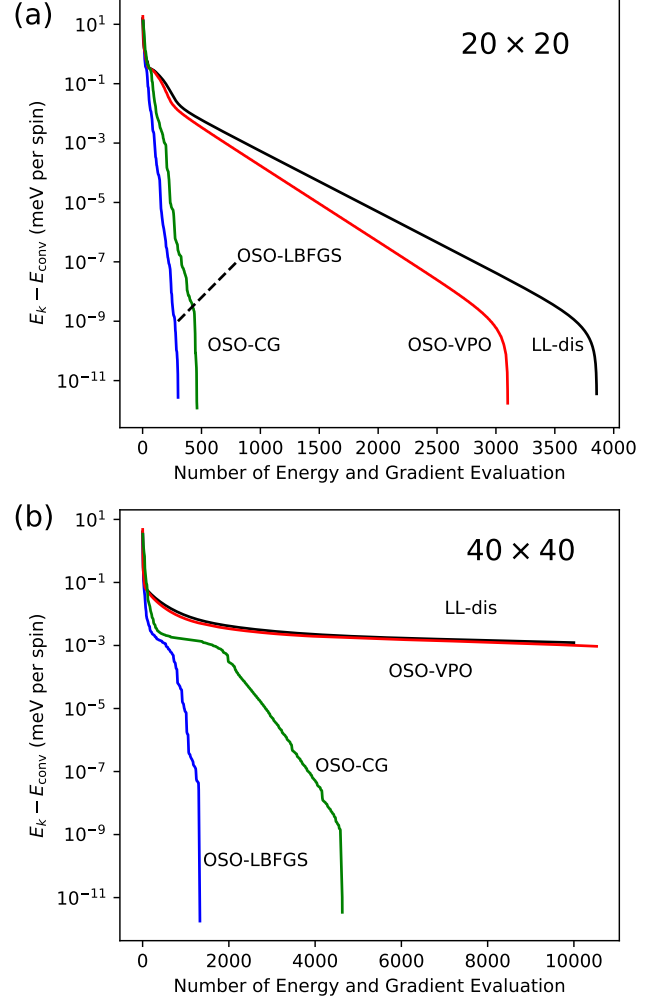 (a)
20 × 20
10¹
10⁻¹
10⁻³
10⁻⁵
10⁻⁷
10⁻⁹
10⁻¹¹
E_k − E_conv (meV per spin)
OSO-LBFGS
OSO-CG
OSO-VPO
LL-dis
0 500 1000 1500 2000 2500 3000 3500 4000
Number of Energy and Gradient Evaluation
(b)
40 × 40
10¹
10⁻¹
10⁻³
10⁻⁵
10⁻⁷
10⁻⁹
10⁻¹¹
E_k − E_conv (meV per spin)
LL-dis
OSO-VPO
OSO-CG
OSO-LBFGS
0 2000 4000 6000 8000 10000
Number of Energy and Gradient Evaluation